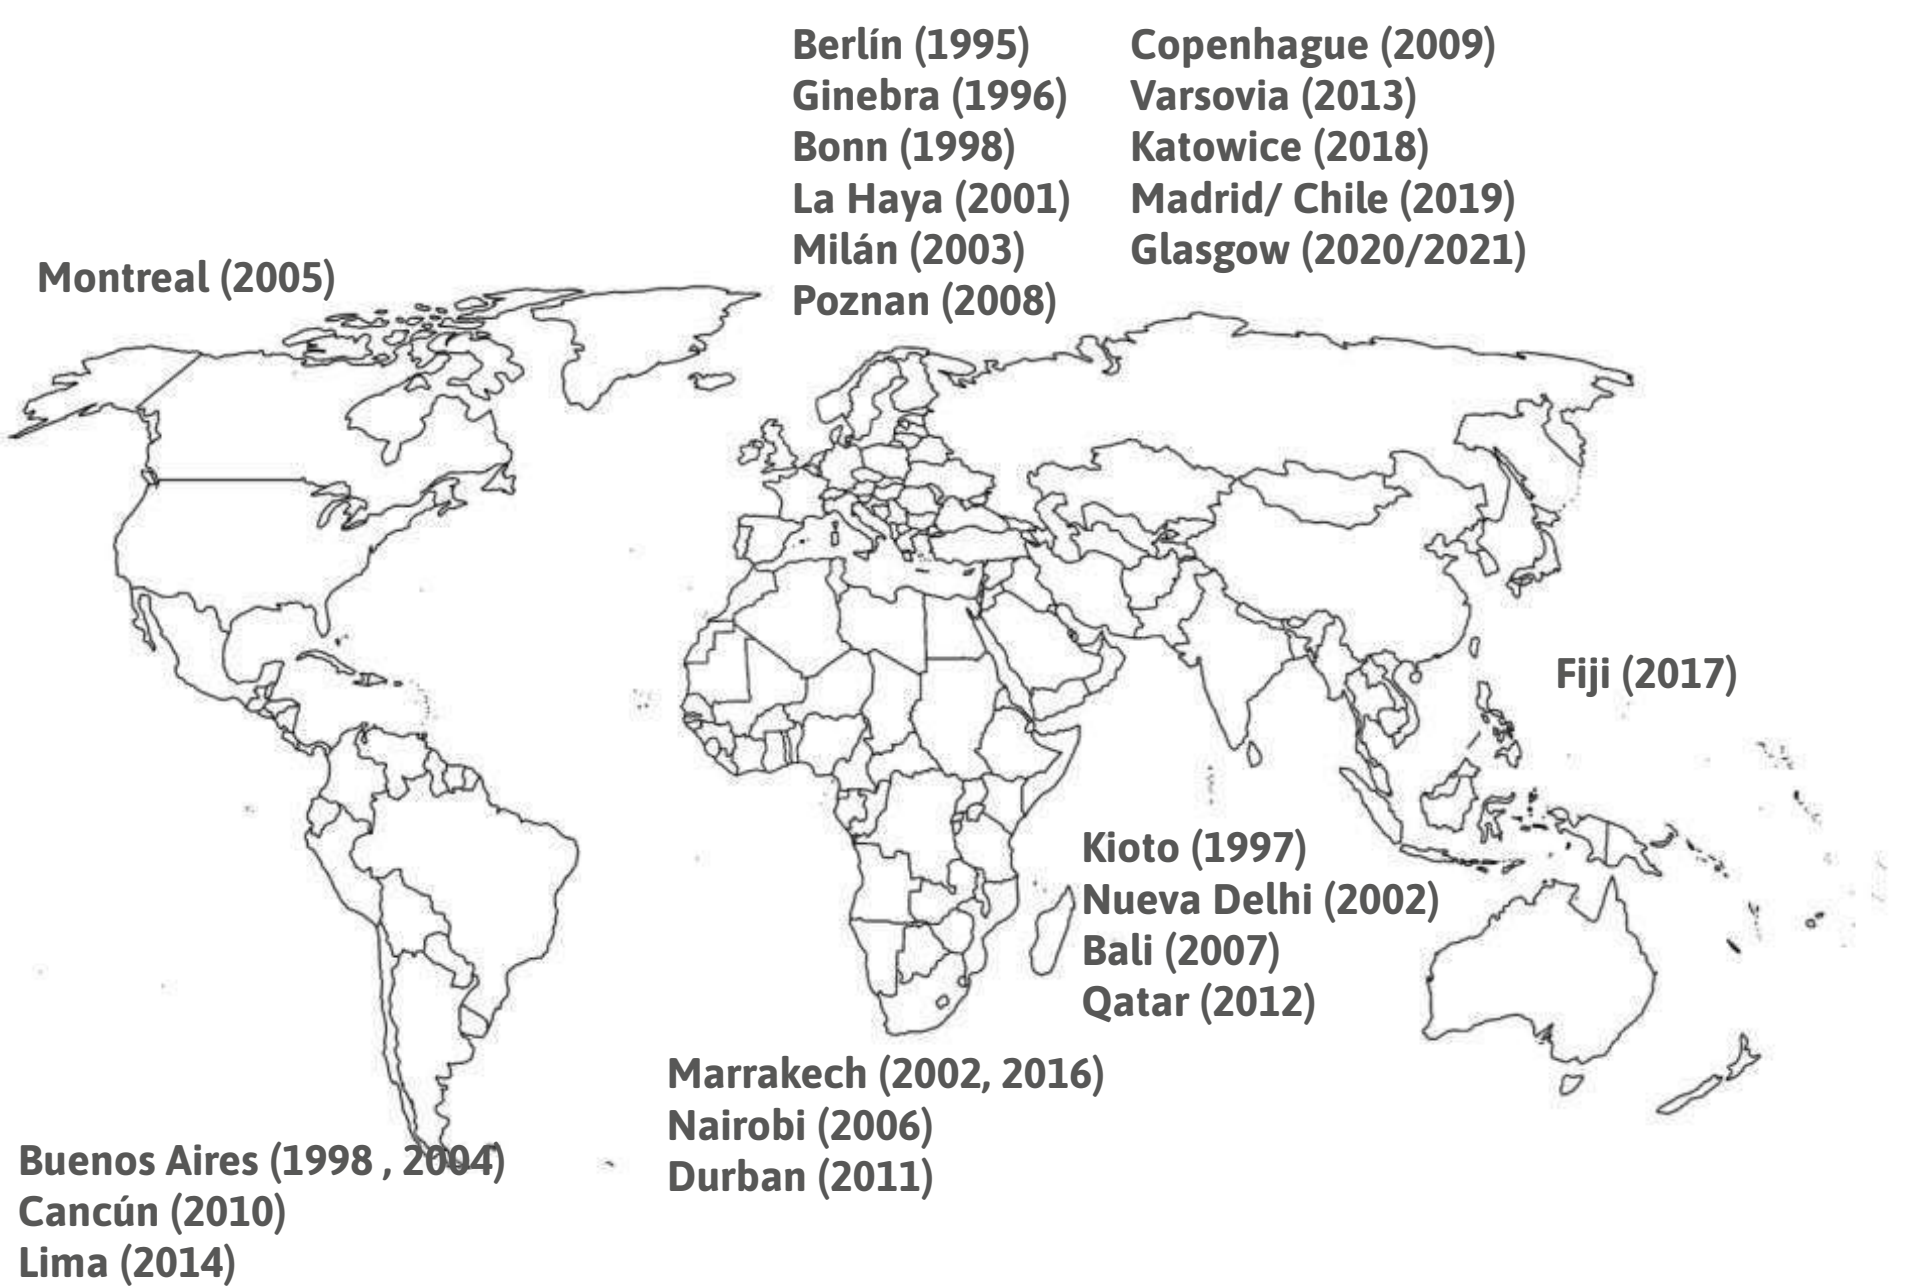 Berlín (1995)
Ginebra (1996)
Bonn (1998)
La Haya (2001)
Milán (2003)
Poznan (2008)
Copenhague (2009)
Varsovia (2013)
Katowice (2018)
Madrid/ Chile (2019)
Glasgow (2020/2021)
Montreal (2005)
Fiji (2017)
Kioto (1997)
Nueva Delhi (2002)
Bali (2007)
Qatar (2012)
Marrakech (2002, 2016)
Nairobi (2006)
Durban (2011)
Buenos Aires (1998 , 2004)
Cancún (2010)
Lima (2014)